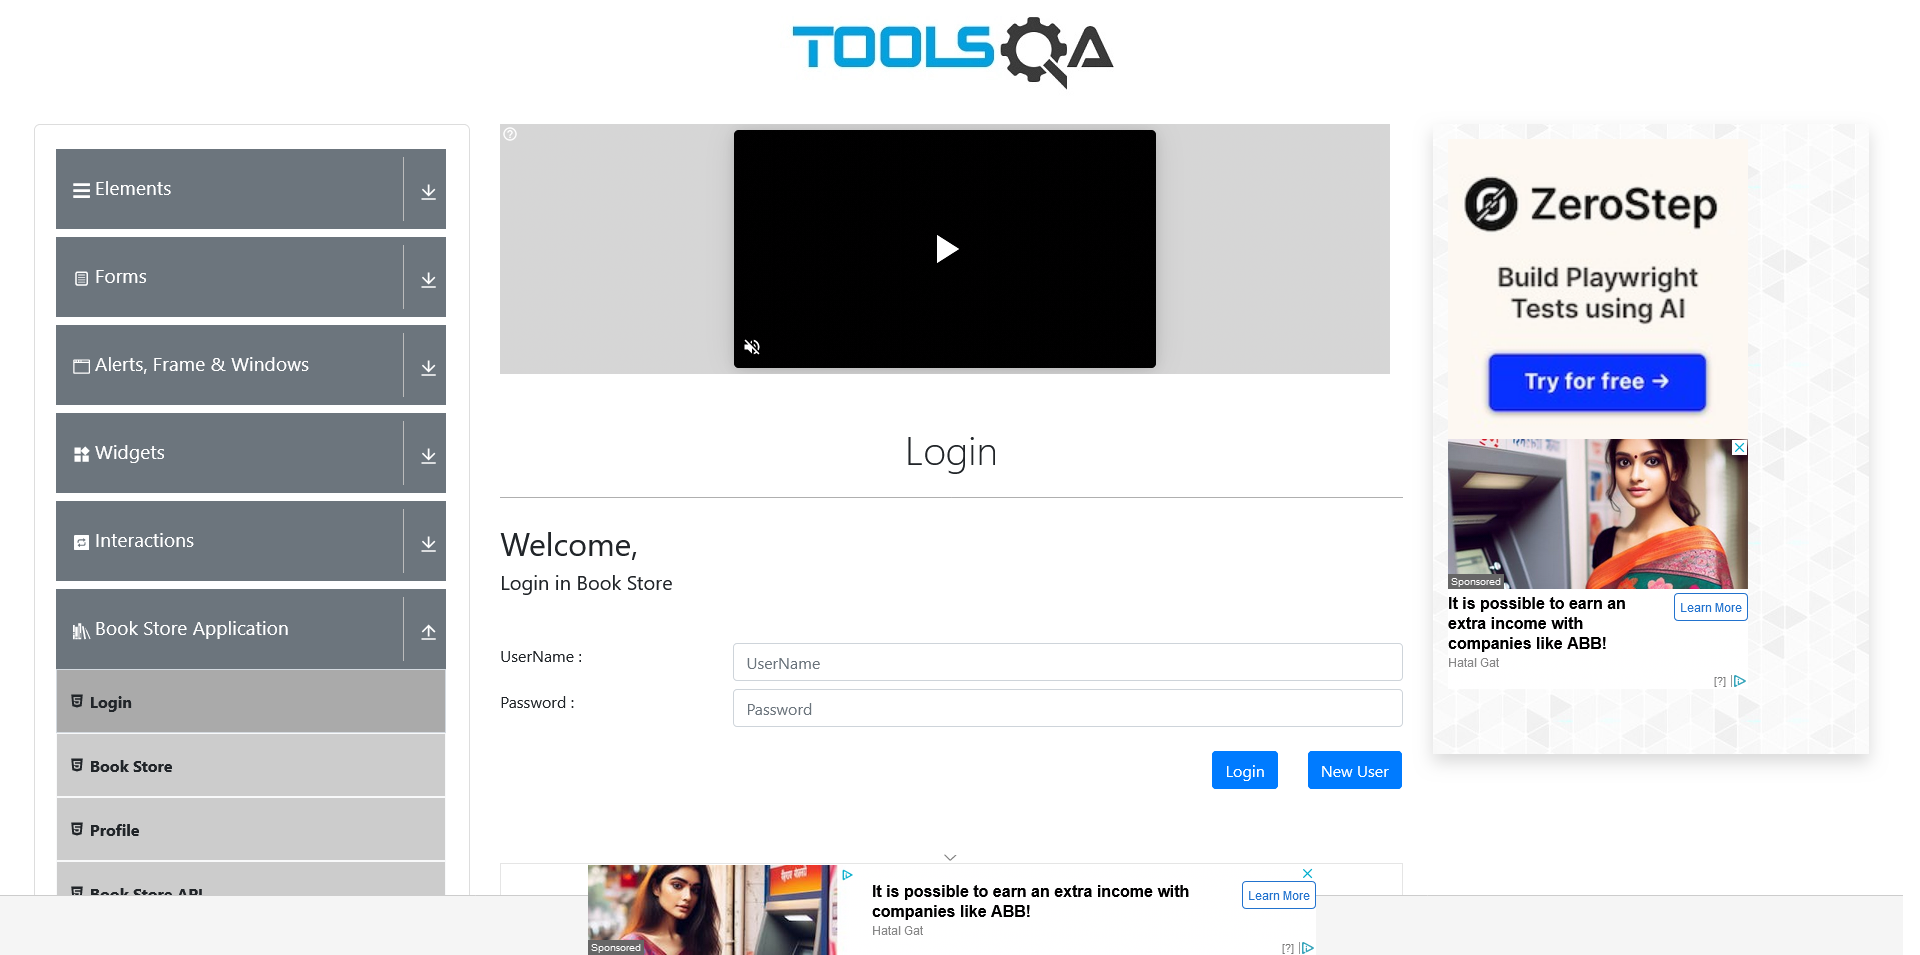 TOOLSQA
Elements
Forms
Alerts, Frame & Windows
Widgets
Interactions
Book Store Application
Login
Book Store
Profile
Book Store API
Login
Welcome,
Login in Book Store
UserName :
UserName
Password :
Password
Login
New User
ZeroStep
Build Playwright
Tests using AI
Try for free →
Sponsored
It is possible to earn an
extra income with
companies like ABB!
Hatal Gat
Learn More
[?]
Sponsored
It is possible to earn an extra income with
companies like ABB!
Hatal Gat
Learn More
[?]